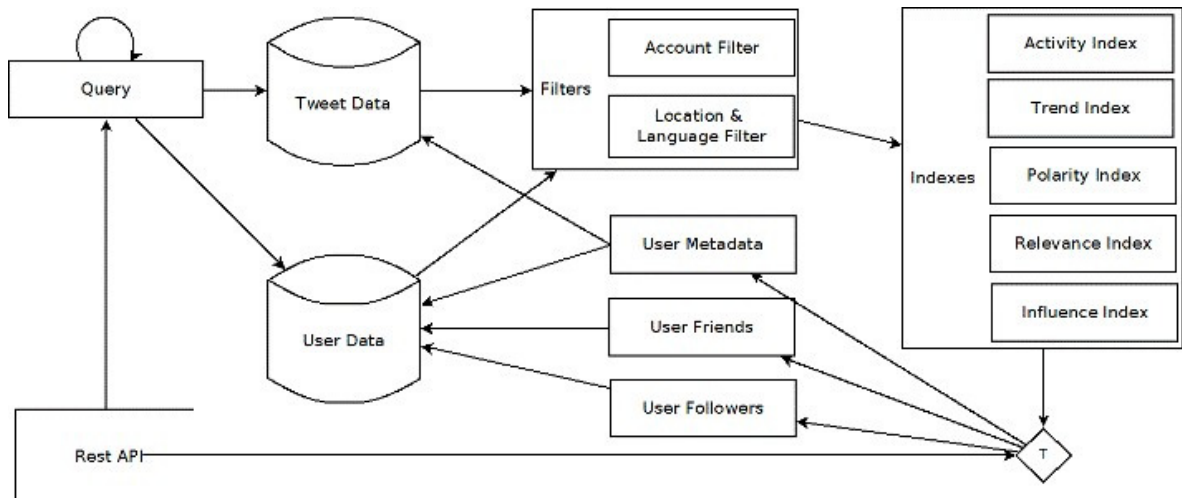 Query
Tweet Data
Filters
Account Filter
Location &
Language Filter
Indexes
Activity Index
Trend Index
Polarity Index
Relevance Index
Influence Index
User Metadata
User Data
User Friends
User Followers
Rest API
T